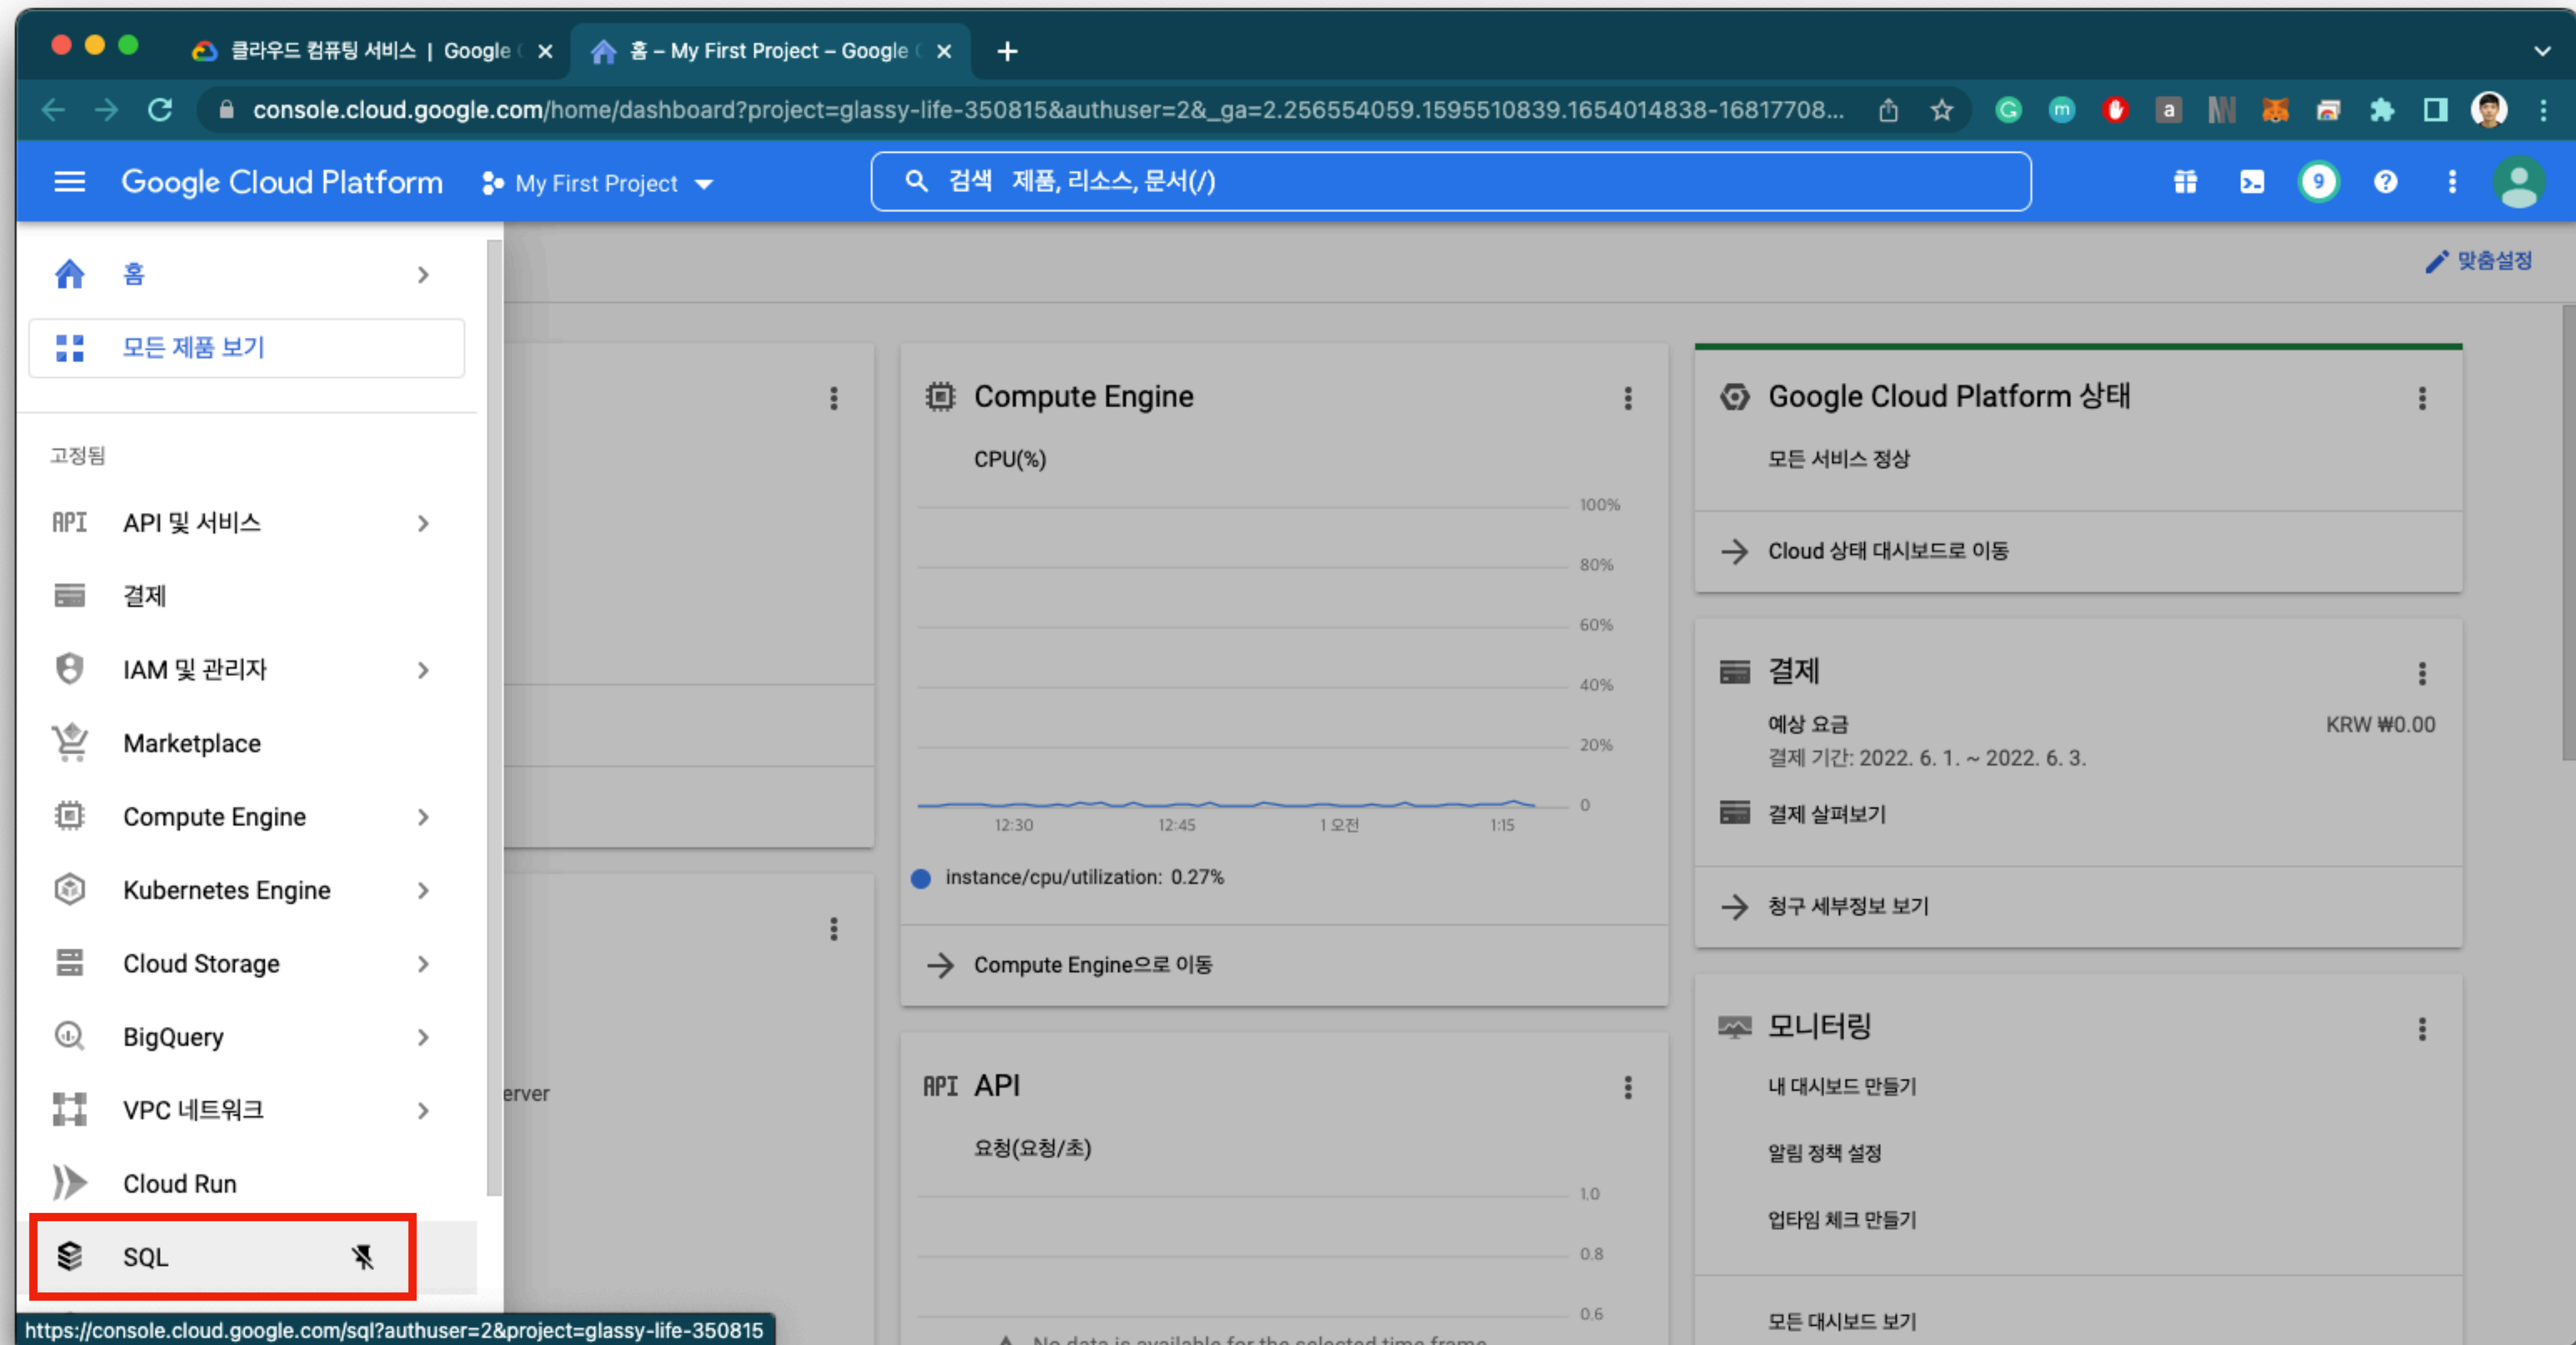 클라우드 컴퓨팅 서비스 | Google
홈 – My First Project – Google
console.cloud.google.com/home/dashboard?project=glassy-life-350815&authuser=2&_ga=2.256554059.1595510839.1654014838-16817708...
Google Cloud Platform
My First Project
검색 제품, 리소스, 문서(/)
9
홈
모든 제품 보기
고정됨
API API 및 서비스
결제
IAM 및 관리자
Marketplace
Compute Engine
Kubernetes Engine
Cloud Storage
BigQuery
VPC 네트워크
Cloud Run
SQL
https://console.cloud.google.com/sql?authuser=2&project=glassy-life-350815
맞춤설정
erver
Compute Engine
CPU(%)
100%
80%
60%
40%
20%
0
12:30 12:45 1 오전 1:15
instance/cpu/utilization: 0.27%
Compute Engine으로 이동
API API
요청(요청/초)
1.0
0.8
0.6
No data is available for the selected time frame.
Google Cloud Platform 상태
모든 서비스 정상
Cloud 상태 대시보드로 이동
결제
예상 요금 KRW ₩0.00
결제 기간: 2022. 6. 1. ~ 2022. 6. 3.
결제 살펴보기
청구 세부정보 보기
모니터링
내 대시보드 만들기
알림 정책 설정
업타임 체크 만들기
모든 대시보드 보기